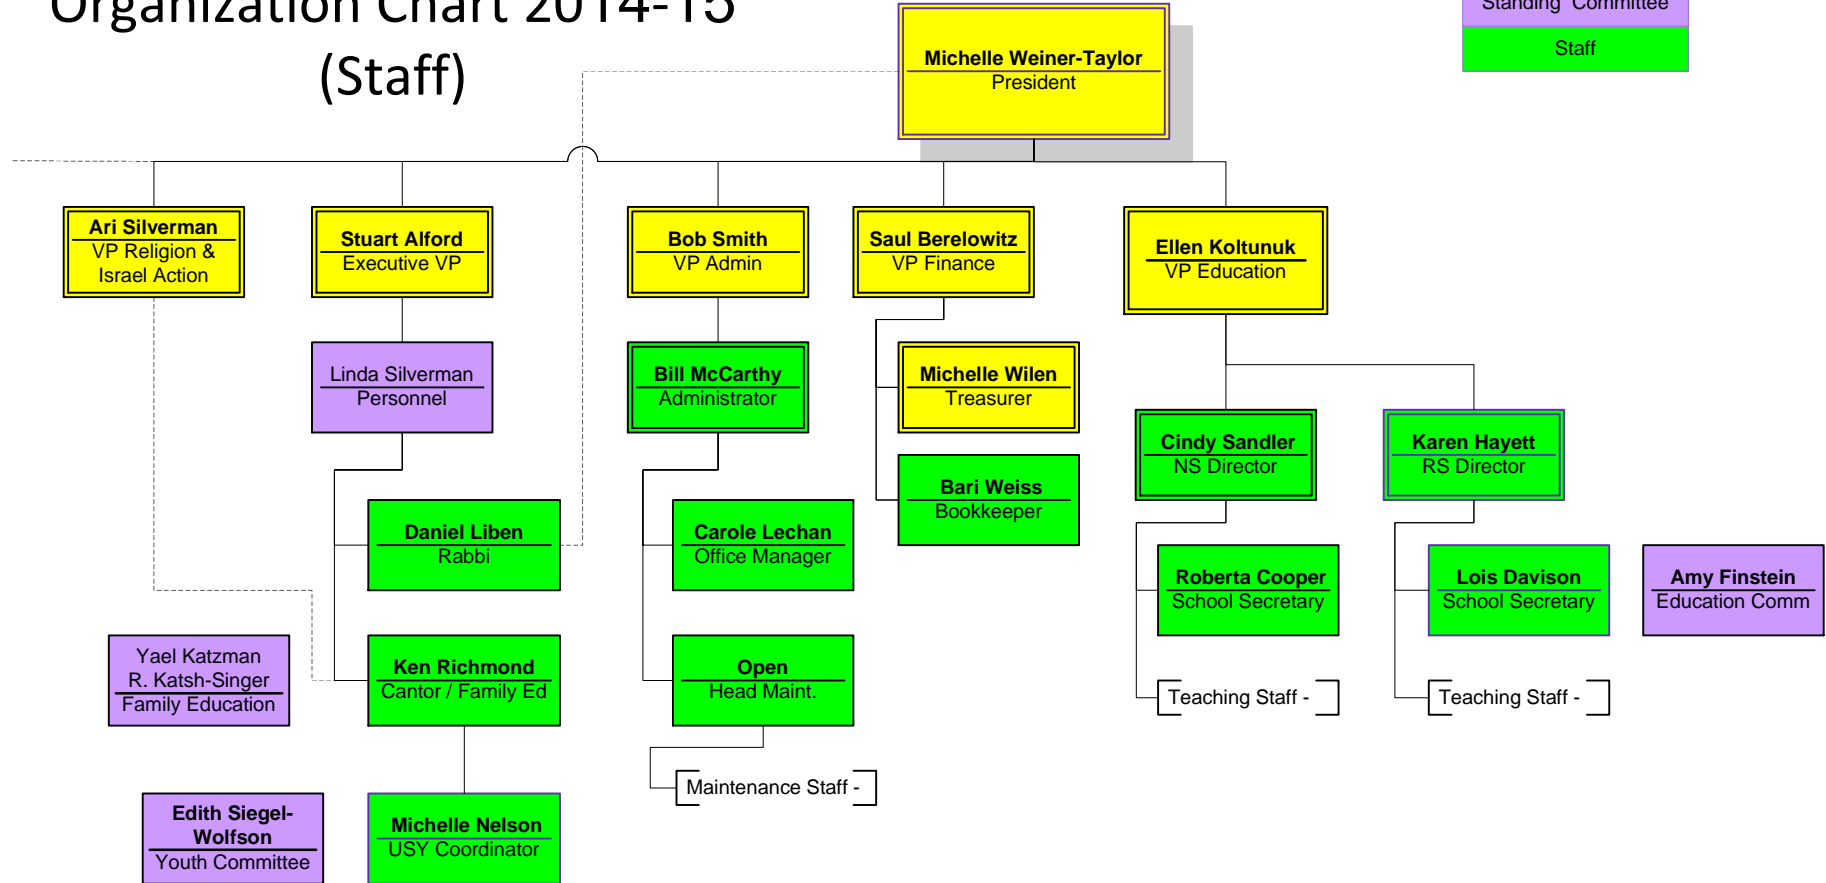 Organization Chart 2014-15
(Staff)
Standing Committee
Staff
Michelle Weiner-Taylor
President
Ari Silverman
VP Religion &
Israel Action
Stuart Alford
Executive VP
Bob Smith
VP Admin
Saul Berelowitz
VP Finance
Ellen Koltunuk
VP Education
Linda Silverman
Personnel
Bill McCarthy
Administrator
Michelle Wilen
Treasurer
Cindy Sandler
NS Director
Karen Hayett
RS Director
Bari Weiss
Bookkeeper
Daniel Liben
Rabbi
Carole Lechan
Office Manager
Roberta Cooper
School Secretary
Lois Davison
School Secretary
Amy Finstein
Education Comm
Yael Katzman
R. Katsh-Singer
Family Education
Ken Richmond
Cantor / Family Ed
Open
Head Maint.
Teaching Staff -
Teaching Staff -
Maintenance Staff -
Edith Siegel-
Wolfson
Youth Committee
Michelle Nelson
USY Coordinator